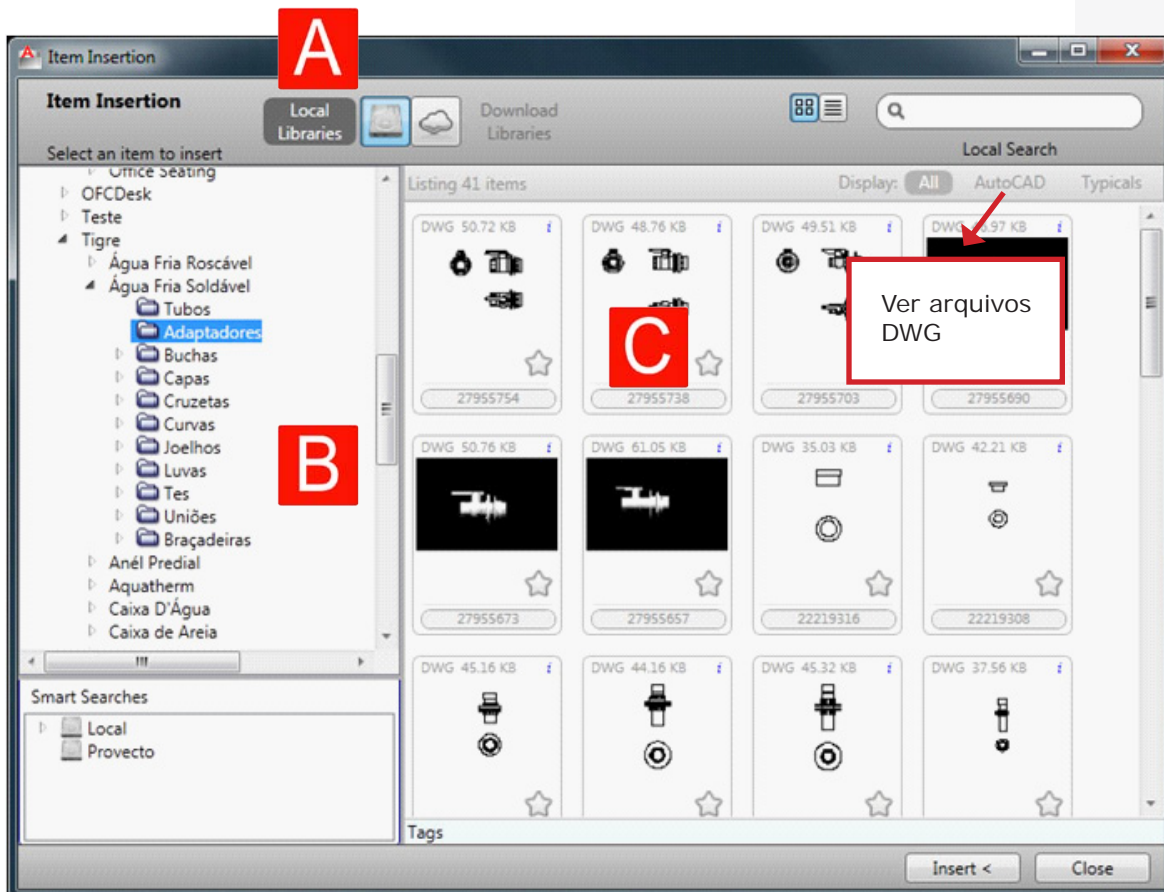 A
Item Insertion
Item Insertion
Local
Libraries
Download
Libraries
Select an item to insert
Local Search
Office Seating
OFCDesk
Teste
Tigre
Água Fria Roscável
Água Fria Soldável
Tubos
Adaptadores
Buchas
Capas
Cruzetas
Curvas
Joelhos
Luvas
Tes
Uniões
Braçadeiras
Anél Predial
Aquatherm
Caixa D'Água
Caixa de Areia
B
Smart Searches
Local
Provecto
Listing 41 items
Display: All AutoCAD Typicals
DWG 50.72 KB i
DWG 48.76 KB i
DWG 49.51 KB i
DWG 46.97 KB i
Ver arquivos
DWG
C
27955754
27955738
27955703
27955690
DWG 50.76 KB i
DWG 61.05 KB i
DWG 35.03 KB i
DWG 42.21 KB i
27955673
27955657
22219316
22219308
DWG 45.16 KB i
DWG 44.16 KB i
DWG 45.32 KB i
DWG 37.56 KB i
Tags
Insert <
Close